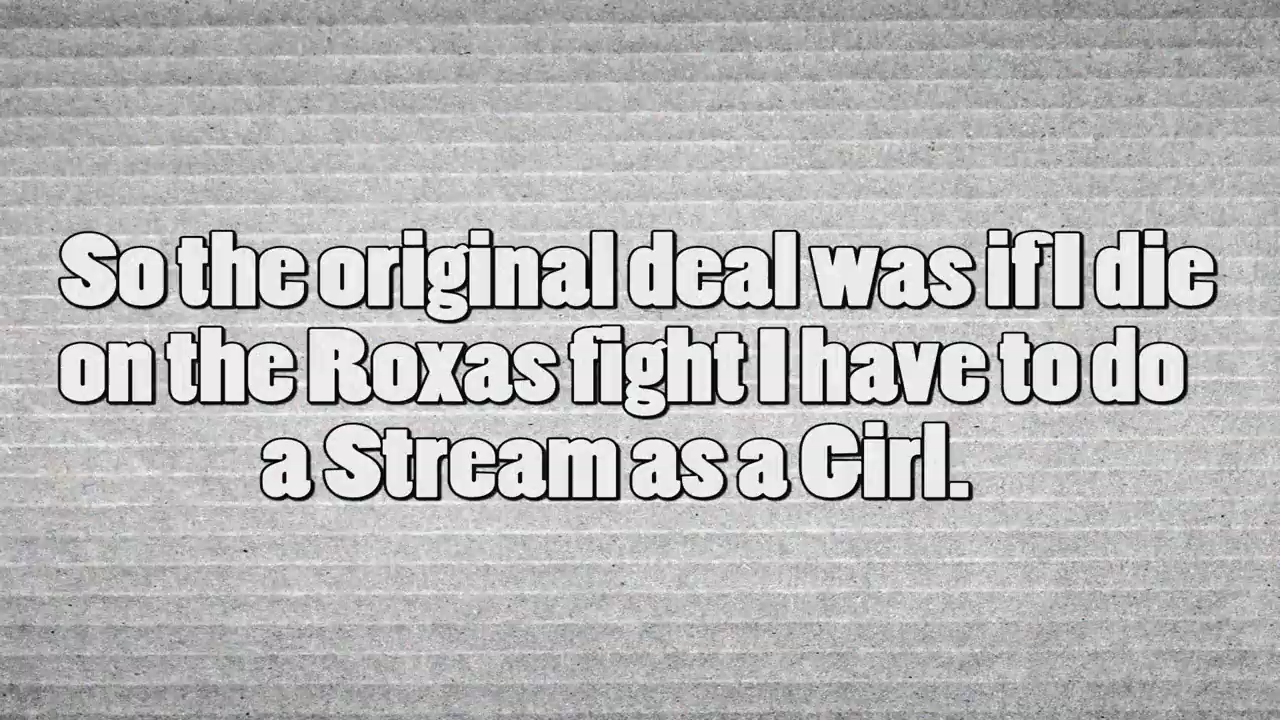 So the original deal was if I die
on the Roxas fight I have to do
a Stream as a Girl.